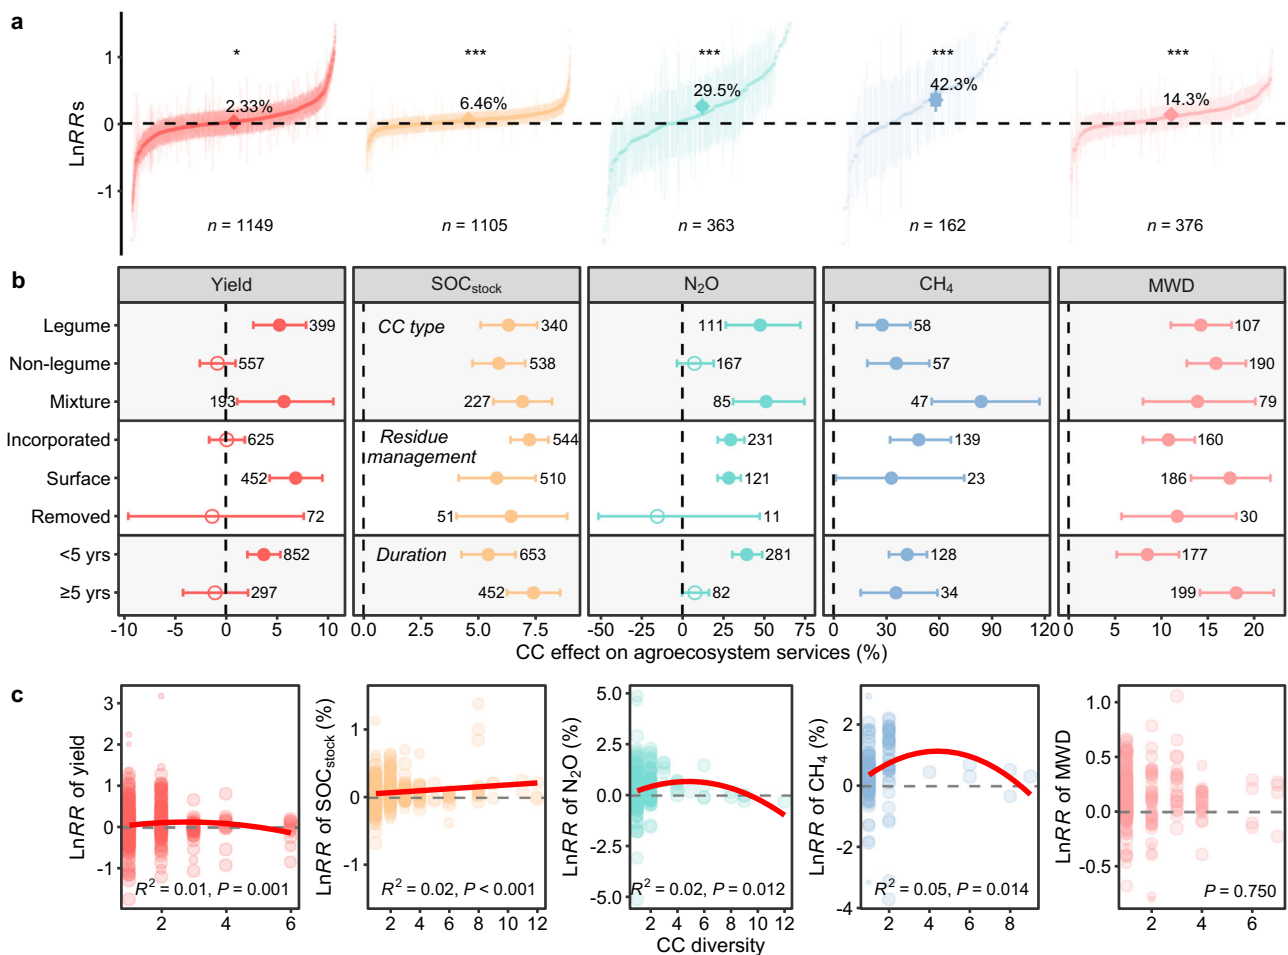 a
LnRRs
1
0
-1
*
***
***
***
***
2.33%
6.46%
29.5%
42.3%
14.3%
n = 1149
n = 1105
n = 363
n = 162
n = 376
b
Yield
SOCstock
N2O
CH4
MWD
Legume
399
CC type
340
111
58
107
Non-legume
557
538
167
57
190
Mixture
193
227
85
47
79
Incorporated
625
Residue
management
544
231
139
160
Surface
452
510
121
23
186
Removed
72
51
11
30
<5 yrs
852
Duration
653
281
128
177
≥5 yrs
297
452
82
34
199
-10 -5 0 5 10
0.0 2.5 5.0 7.5
-50 -25 0 25 50 75
0 30 60 90 120
0 5 10 15 20
CC effect on agroecosystem services (%)
c
LnRR of yield
3
2
1
0
-1
R2 = 0.01, P = 0.001
2 4 6
LnRR of SOCstock (%)
1
0
-1
R2 = 0.02, P < 0.001
2 4 6 8 10 12
LnRR of N2O (%)
5.0
2.5
0.0
-2.5
-5.0
R2 = 0.02, P = 0.012
2 4 6 8 10 12
LnRR of CH4 (%)
2
0
-2
-4
R2 = 0.05, P = 0.014
2 4 6 8
LnRR of MWD
1.0
0.5
0.0
-0.5
P = 0.750
2 4 6
CC diversity